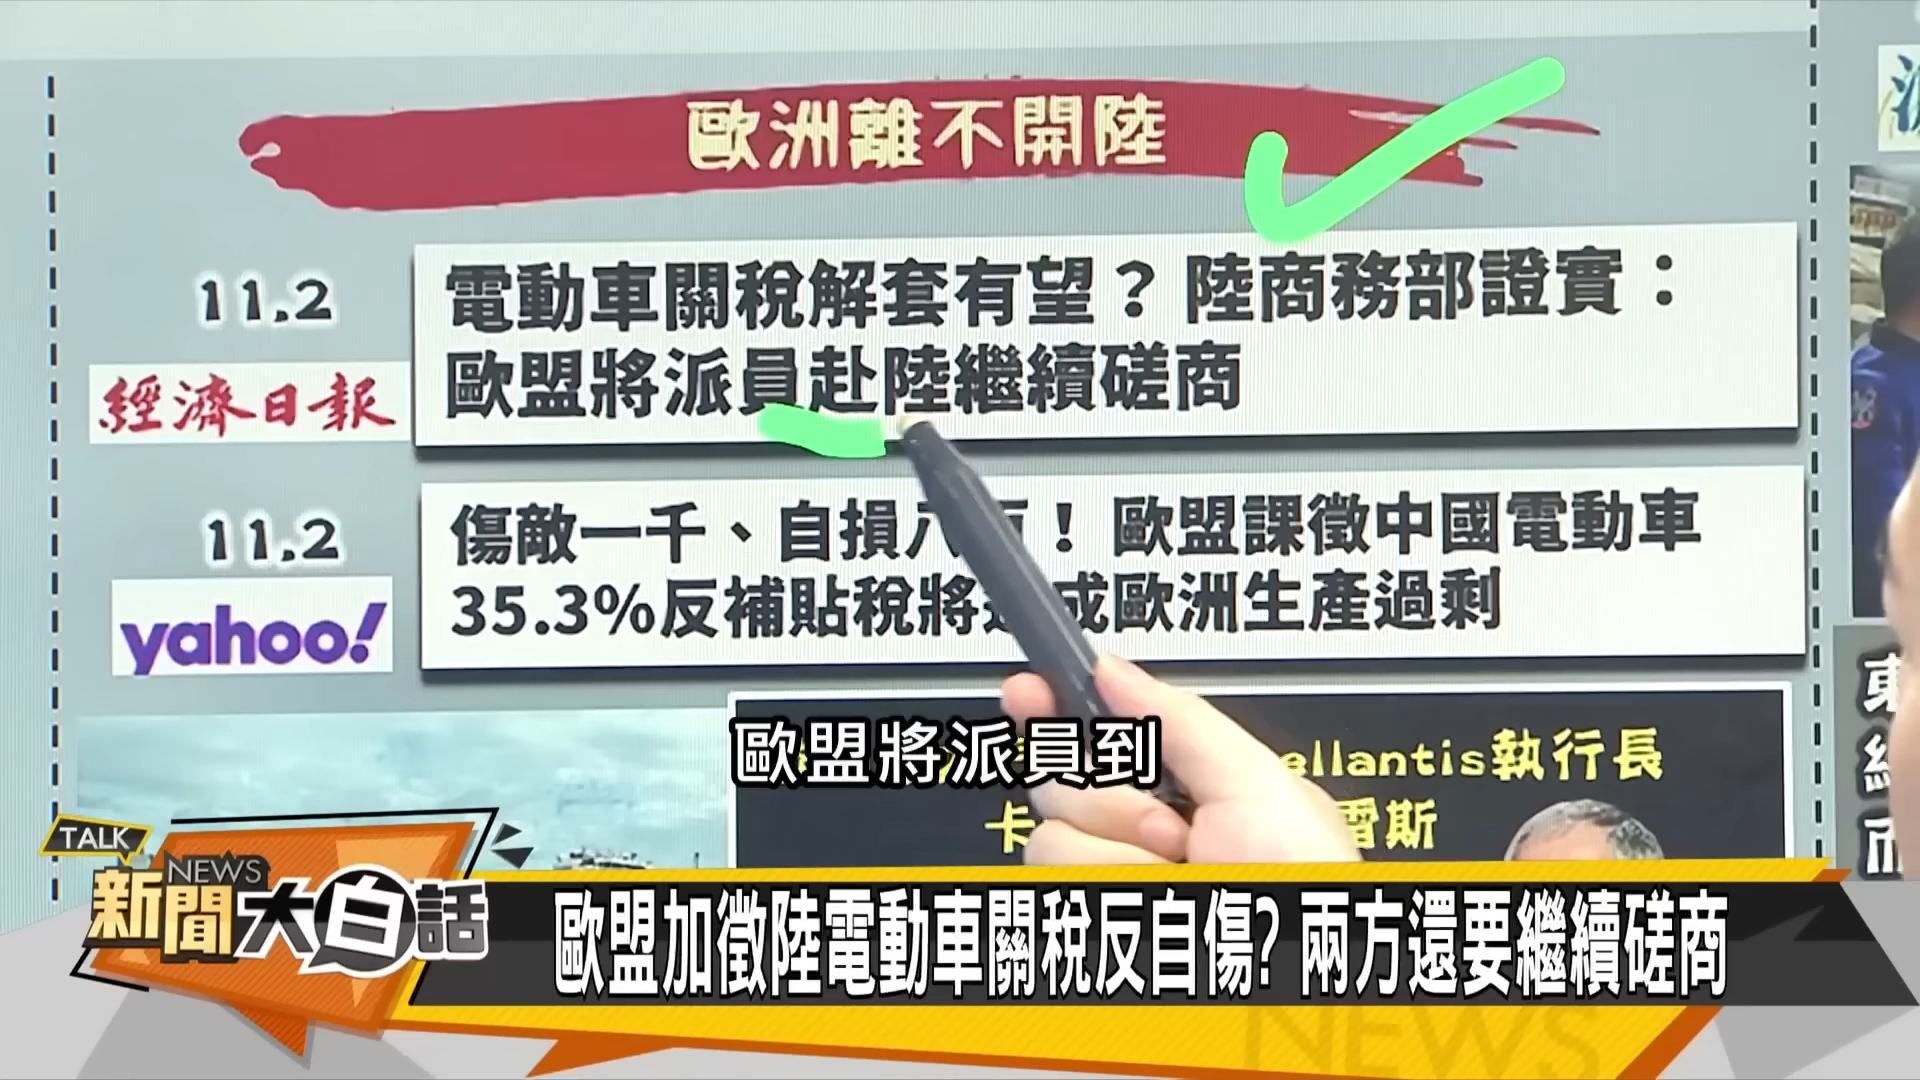 歐洲離不開陸
11.2
電動車關稅解套有望？陸商務部證實：
歐盟將派員赴陸繼續磋商
經濟日報
11.2
傷敵一千、自損八 ！歐盟課徵中國電動車
35.3%反補貼稅將 成歐洲生產過剩
yahoo!
ellantis執行長
卡 雷斯
歐盟將派員到
TALK
NEWS
新聞大白話
歐盟加徵陸電動車關稅反自傷? 兩方還要繼續磋商
NEWS